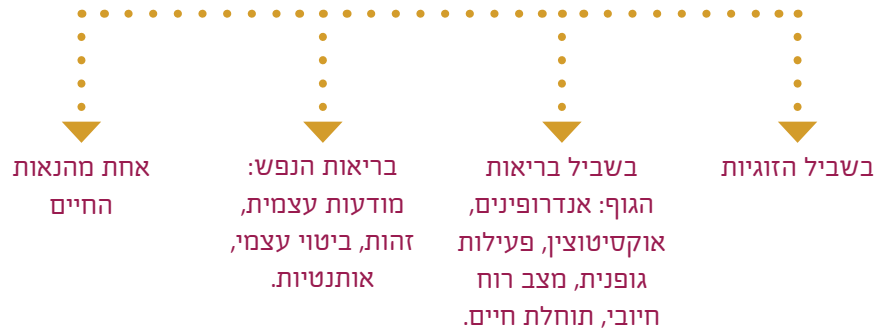 בשביל הזוגיות
בשביל בריאות
הגוף: אנדרופינים,
אוקסיטוצין, פעילות
גופנית, מצב רוח
חיובי, תוחלת חיים.
בריאות הנפש:
מודעות עצמית,
זהות, ביטוי עצמי,
אותנטיות.
אחת מהנאות
החיים